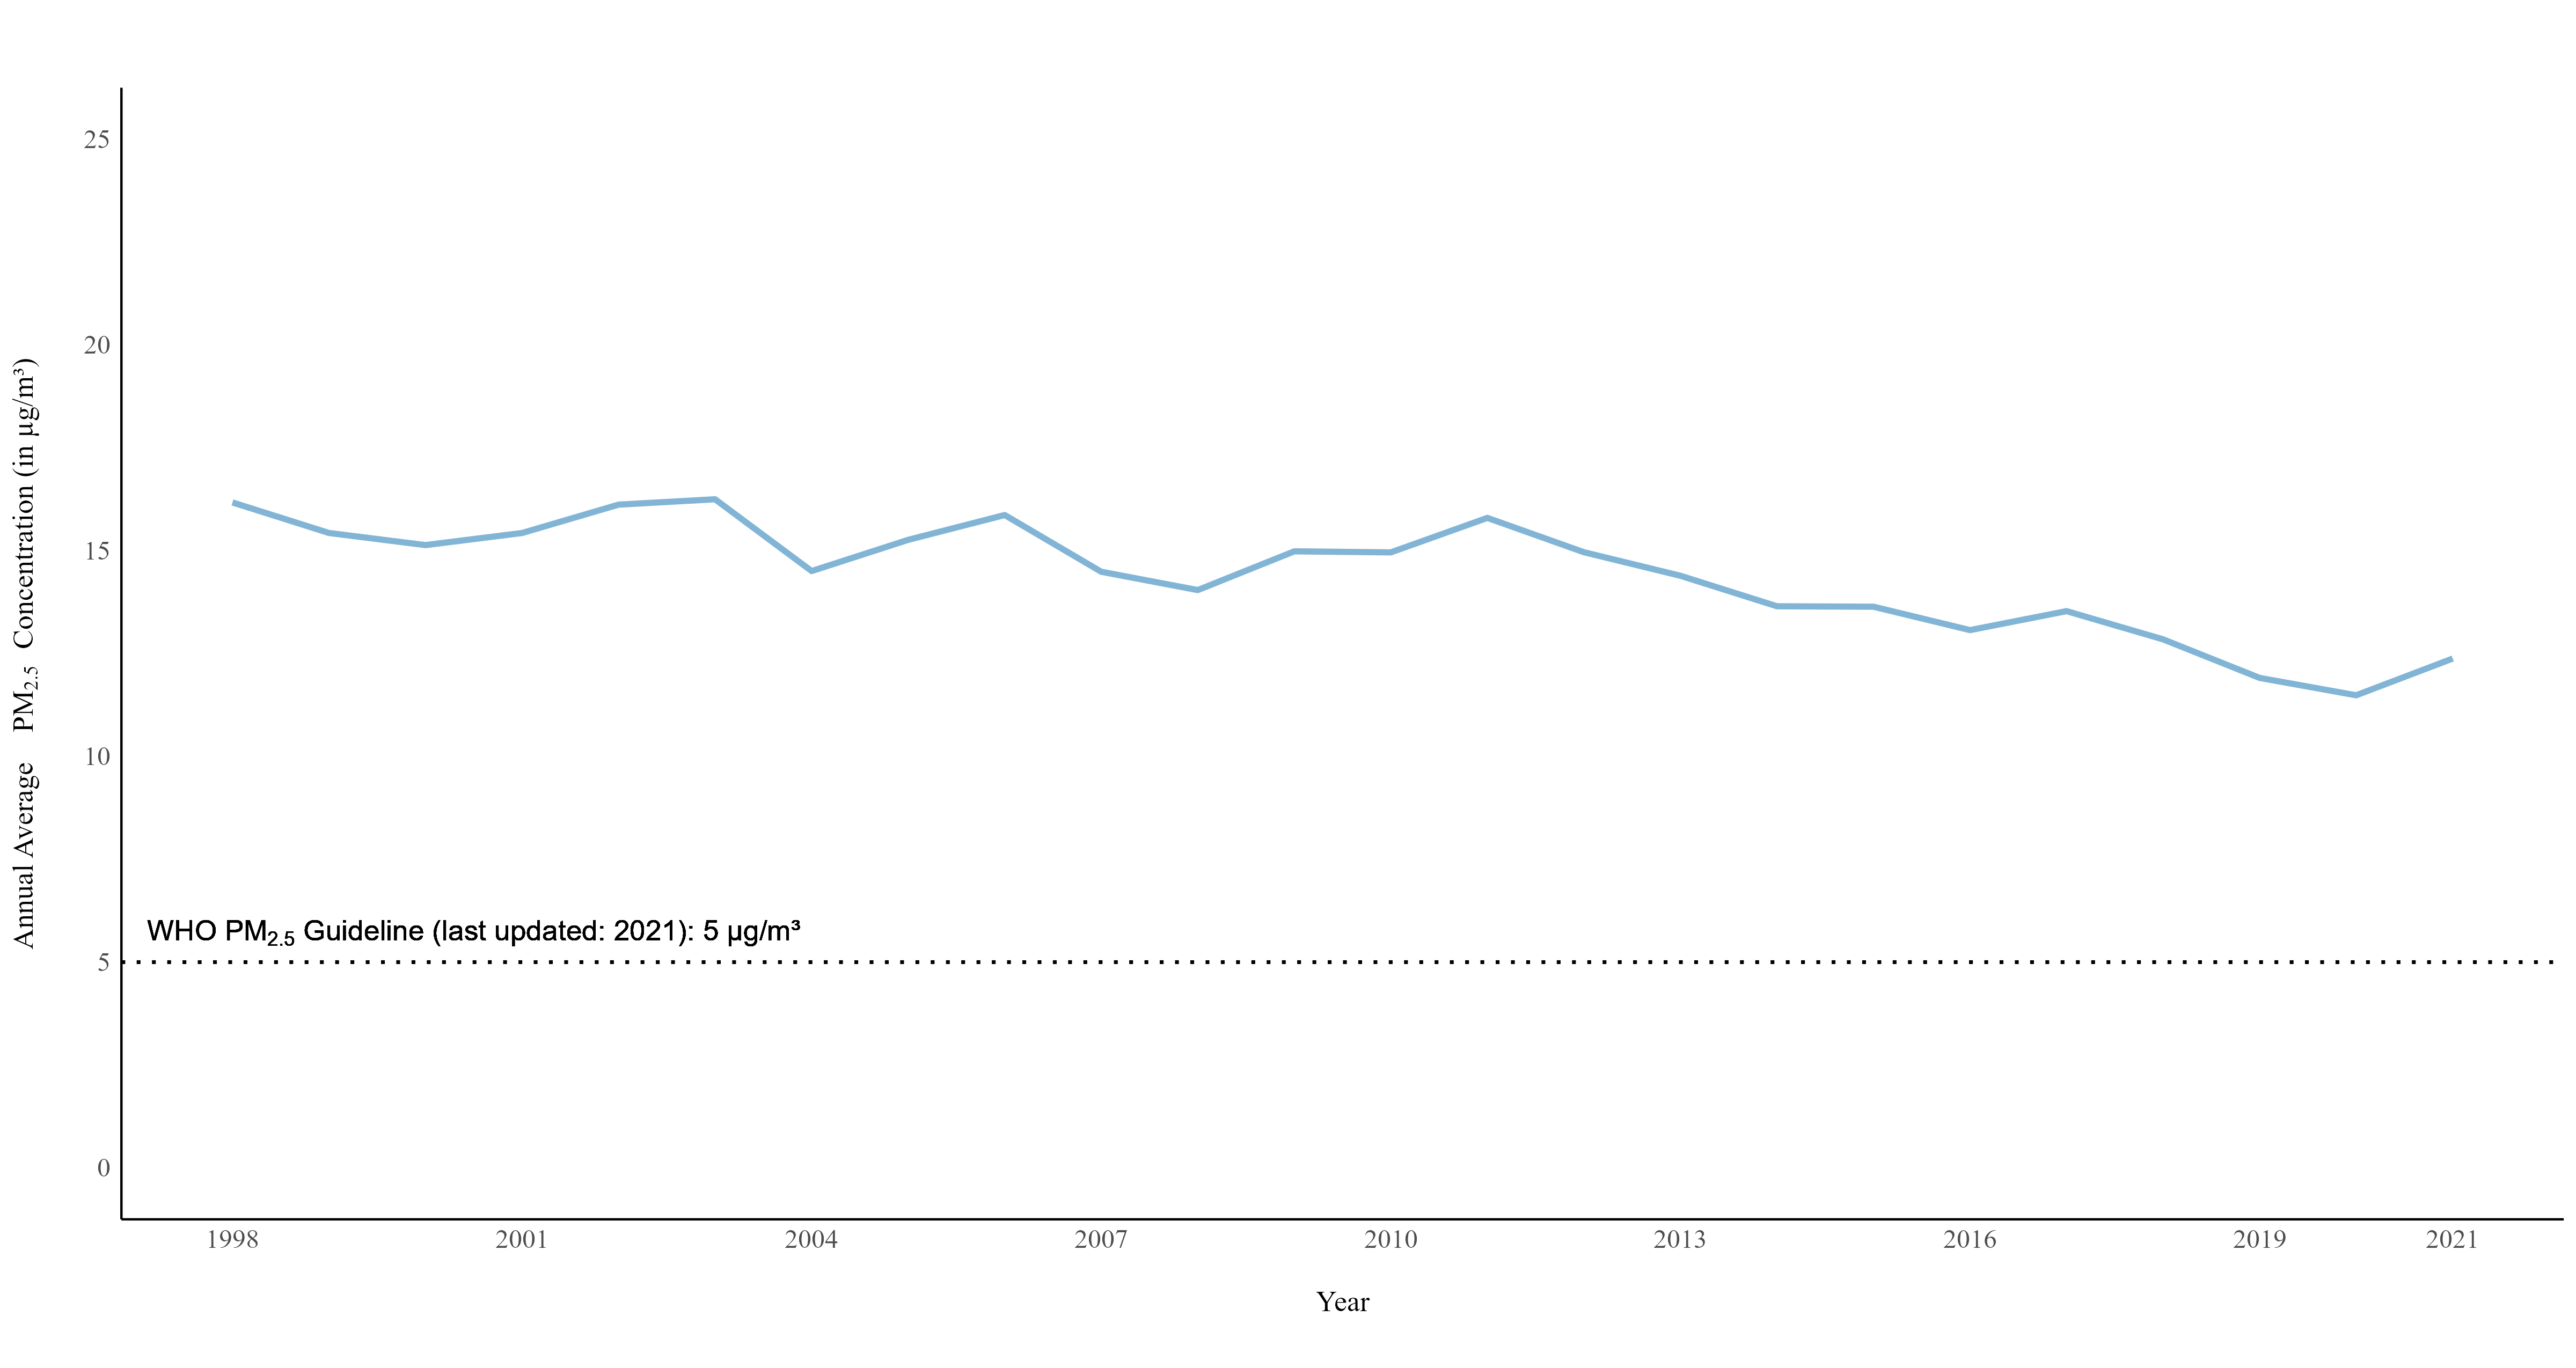 25
20
15
10
5
0
Annual Average PM₂.₅ Concentration (in µg/m³)
WHO PM₂.₅ Guideline (last updated: 2021): 5 µg/m³
1998 2001 2004 2007 2010 2013 2016 2019 2021
Year